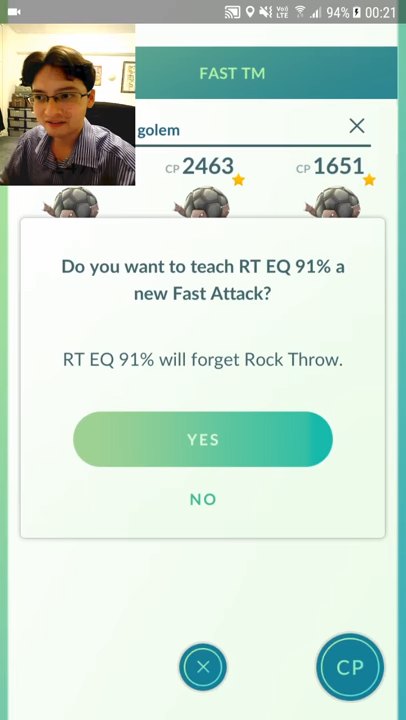 94% 00:21
FAST TM
golem
CP 2463
CP 1651
Do you want to teach RT EQ 91% a
new Fast Attack?
RT EQ 91% will forget Rock Throw.
YES
NO
CP